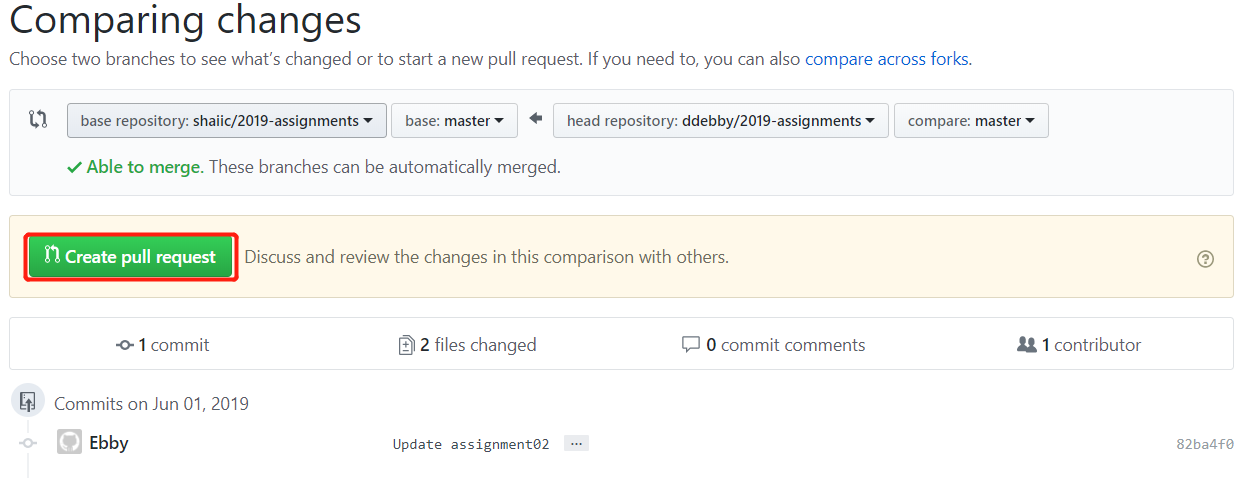 Comparing changes
Choose two branches to see what’s changed or to start a new pull request. If you need to, you can also compare across forks.
base repository: shaiic/2019-assignments base: master head repository: ddebby/2019-assignments compare: master
Able to merge. These branches can be automatically merged.
Create pull request Discuss and review the changes in this comparison with others.
1 commit 2 files changed 0 commit comments 1 contributor
Commits on Jun 01, 2019
Ebby Update assignment02 ... 82ba4f0